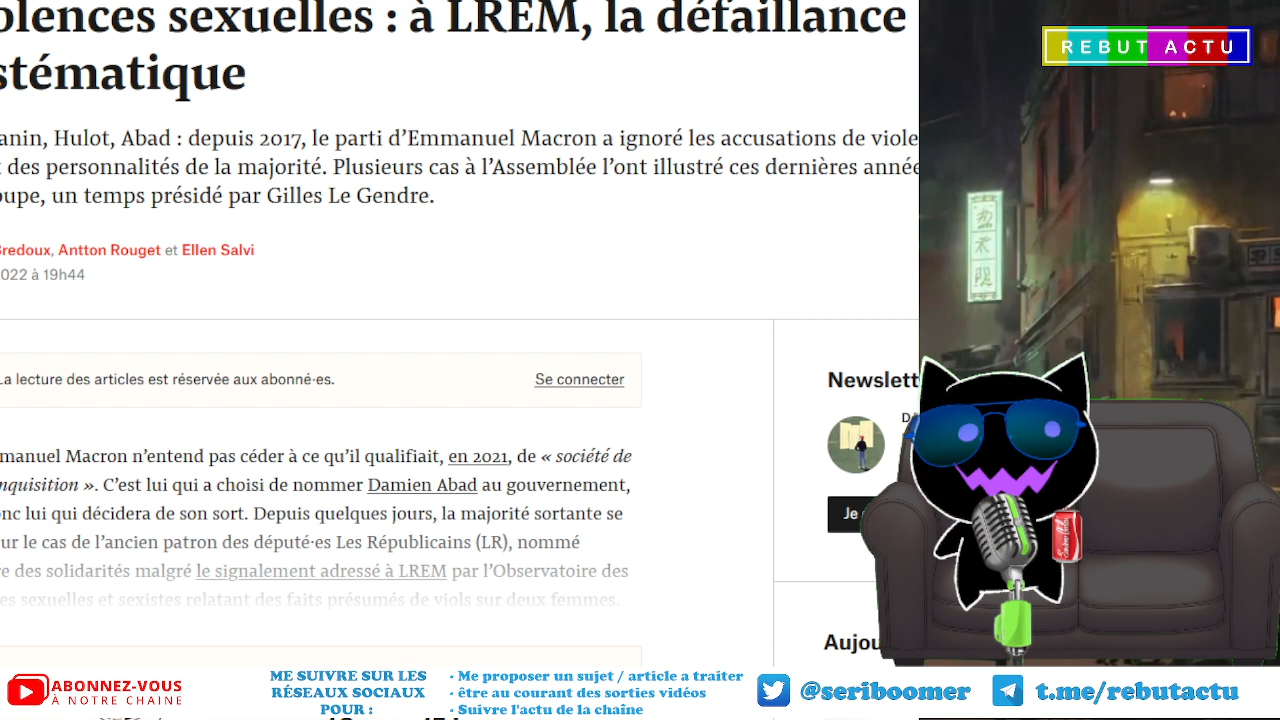 olences sexuelles : à LREM, la défaillance
stématique
anin, Hulot, Abad : depuis 2017, le parti d'Emmanuel Macron a ignoré les accusations de viole
t des personnalités de la majorité. Plusieurs cas à l'Assemblée l'ont illustré ces dernières année
oupe, un temps présidé par Gilles Le Gendre.
Bredoux, Antton Rouget et Ellen Salvi
022 à 19h44
La lecture des articles est réservée aux abonné·es.
Se connecter
manuel Macron n'entend pas céder à ce qu'il qualifiait, en 2021, de « société de
nquisition ». C'est lui qui a choisi de nommer Damien Abad au gouvernement,
nc lui qui décidera de son sort. Depuis quelques jours, la majorité sortante se
ur le cas de l'ancien patron des député·es Les Républicains (LR), nommé
re des solidarités malgré le signalement adressé à LREM par l'Observatoire des
es sexuelles et sexistes relatant des faits présumés de viols sur deux femmes.
Newslett
Je
Aujou
REBUT ACTU
ABONNEZ-VOUS
À NOTRE CHAINE
ME SUIVRE SUR LES
RÉSEAUX SOCIAUX
POUR :
- Me proposer un sujet / article a traiter
- être au courant des sorties vidéos
- Suivre l'actu de la chaîne
@seriboomer
t.me/rebutactu